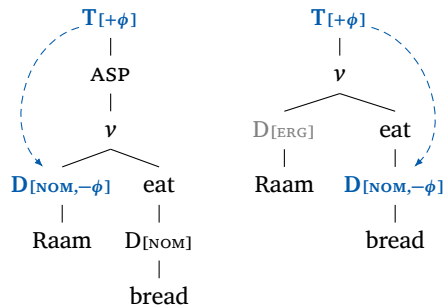 T[+ϕ] T[+ϕ]
ASP v
v D[ERG] eat
D[NOM,−ϕ] eat Raam D[NOM,−ϕ]
Raam D[NOM] bread
bread